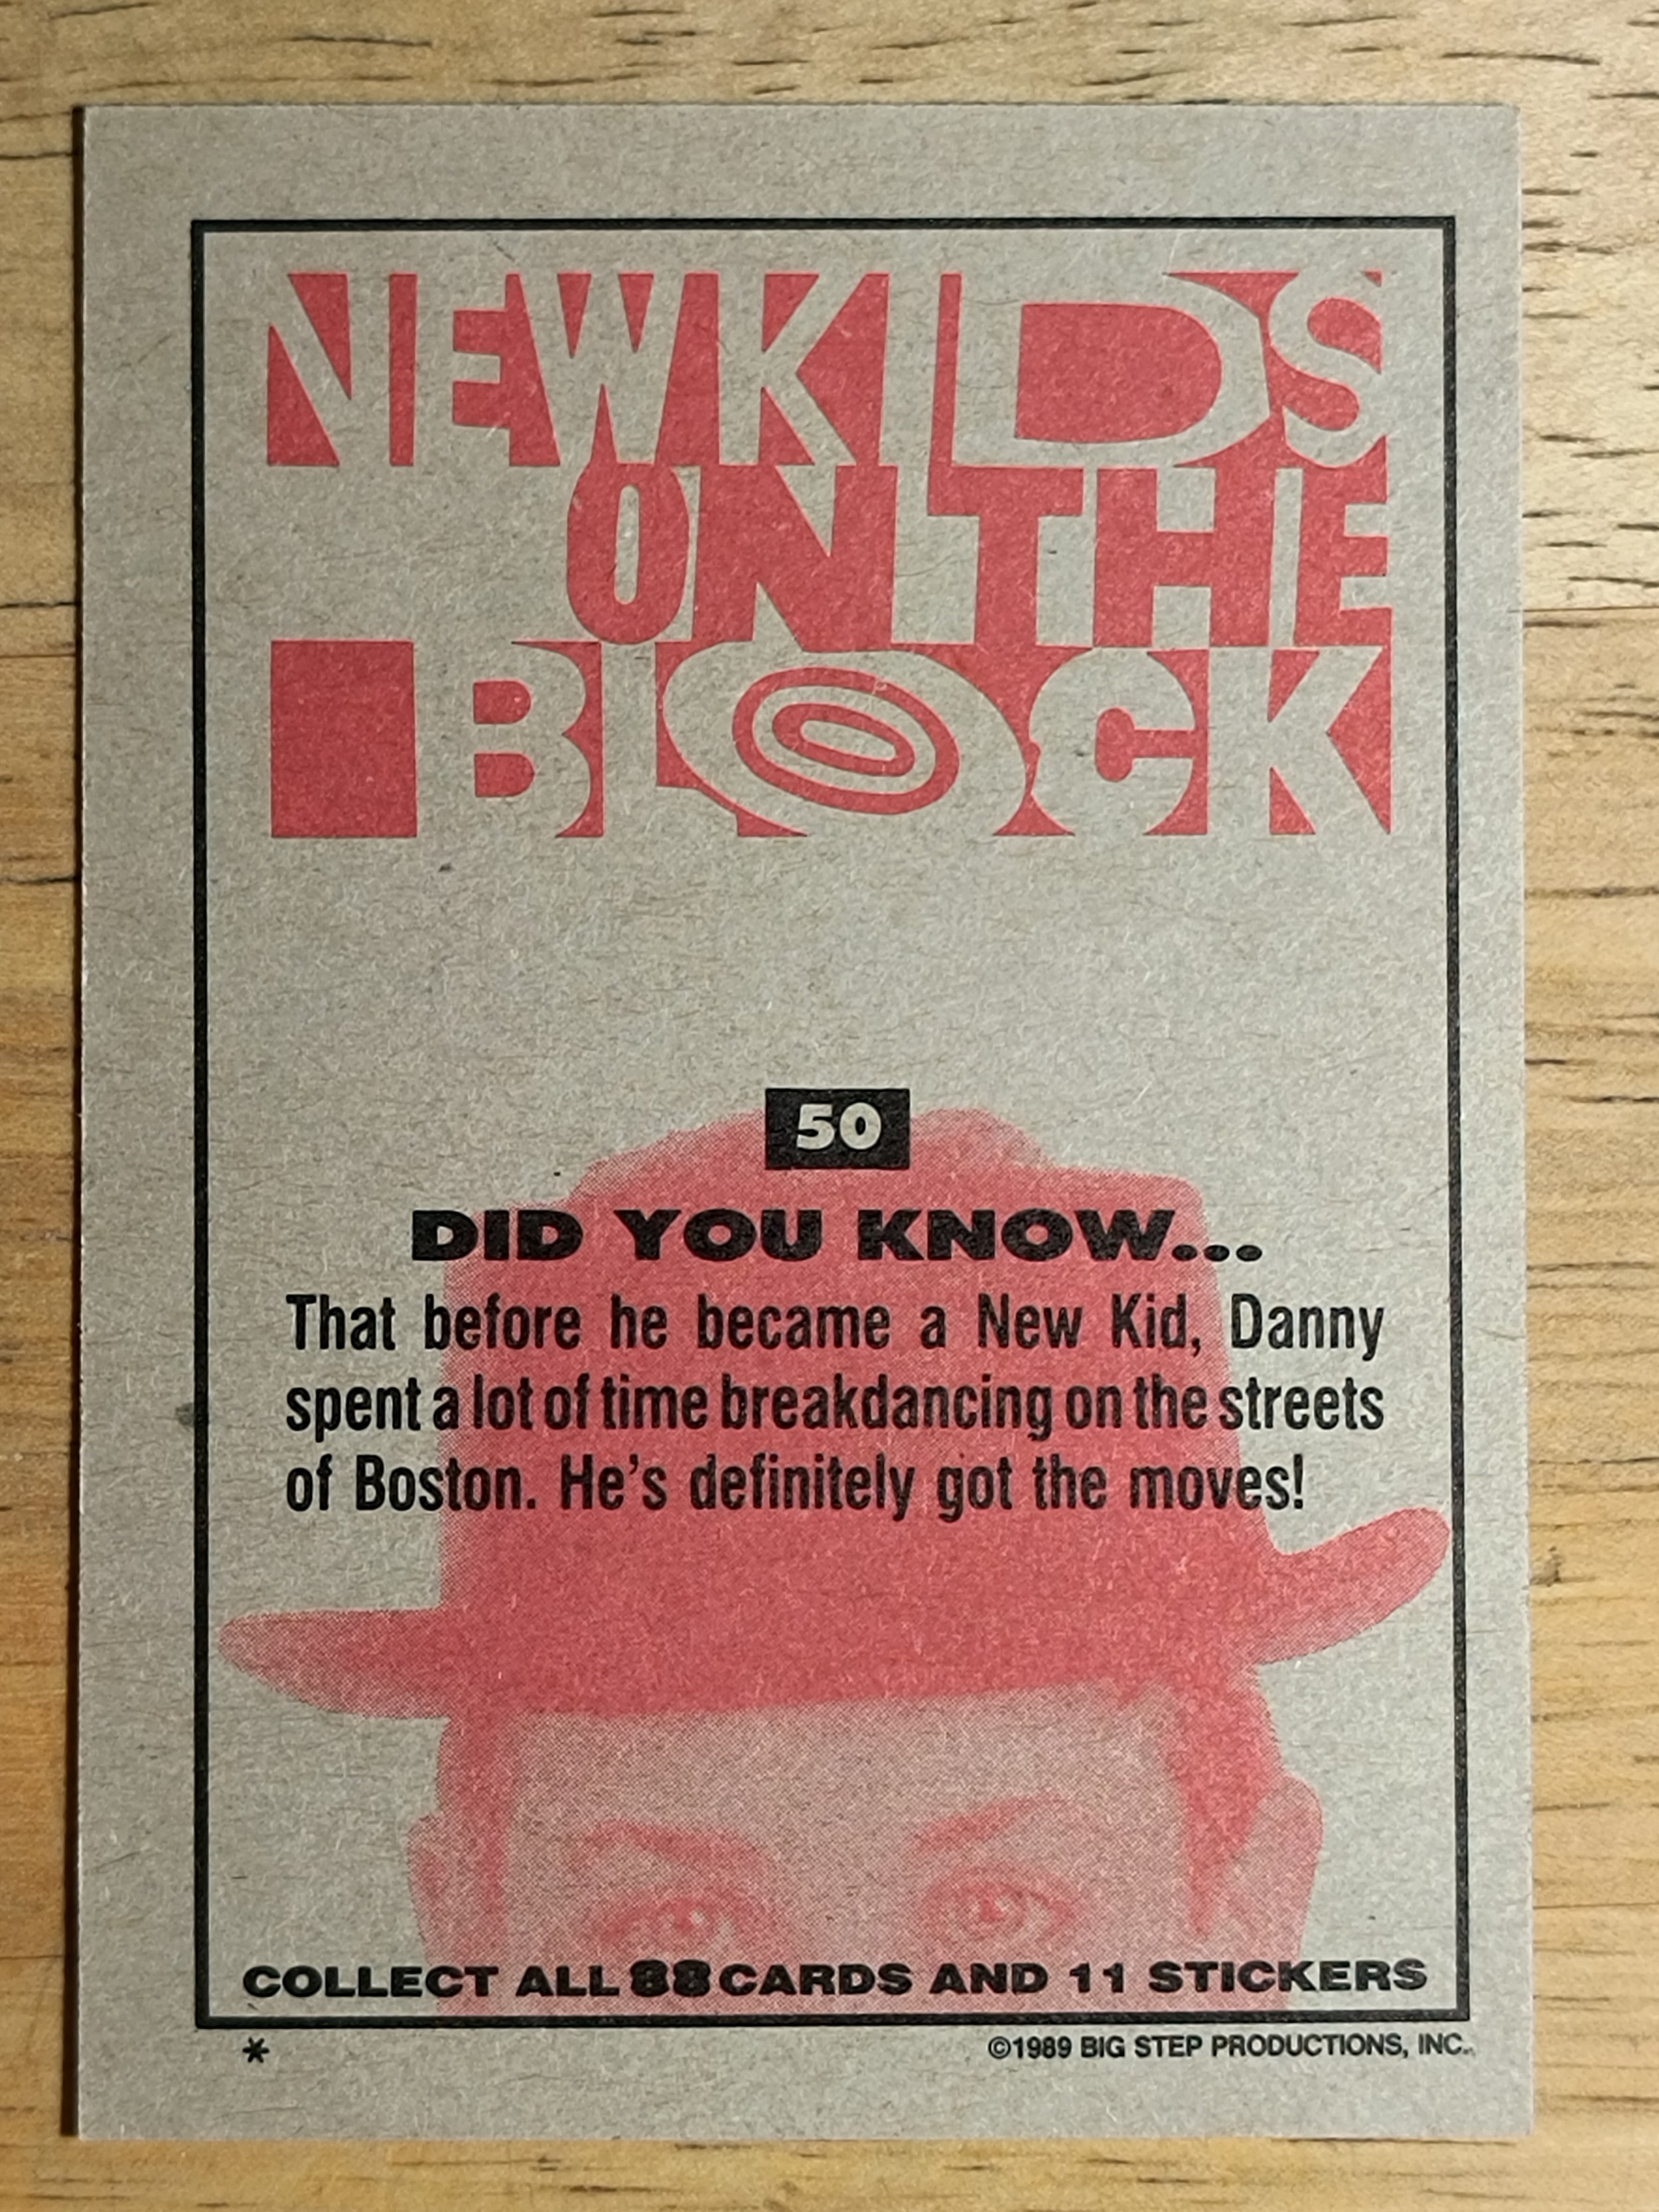 NEW KIDS
ON THE
BLOCK
50
DID YOU KNOW...
That before he became a New Kid, Danny
spent a lot of time breakdancing on the streets
of Boston. He's definitely got the moves!
COLLECT ALL 88 CARDS AND 11 STICKERS
* ©1989 BIG STEP PRODUCTIONS, INC.